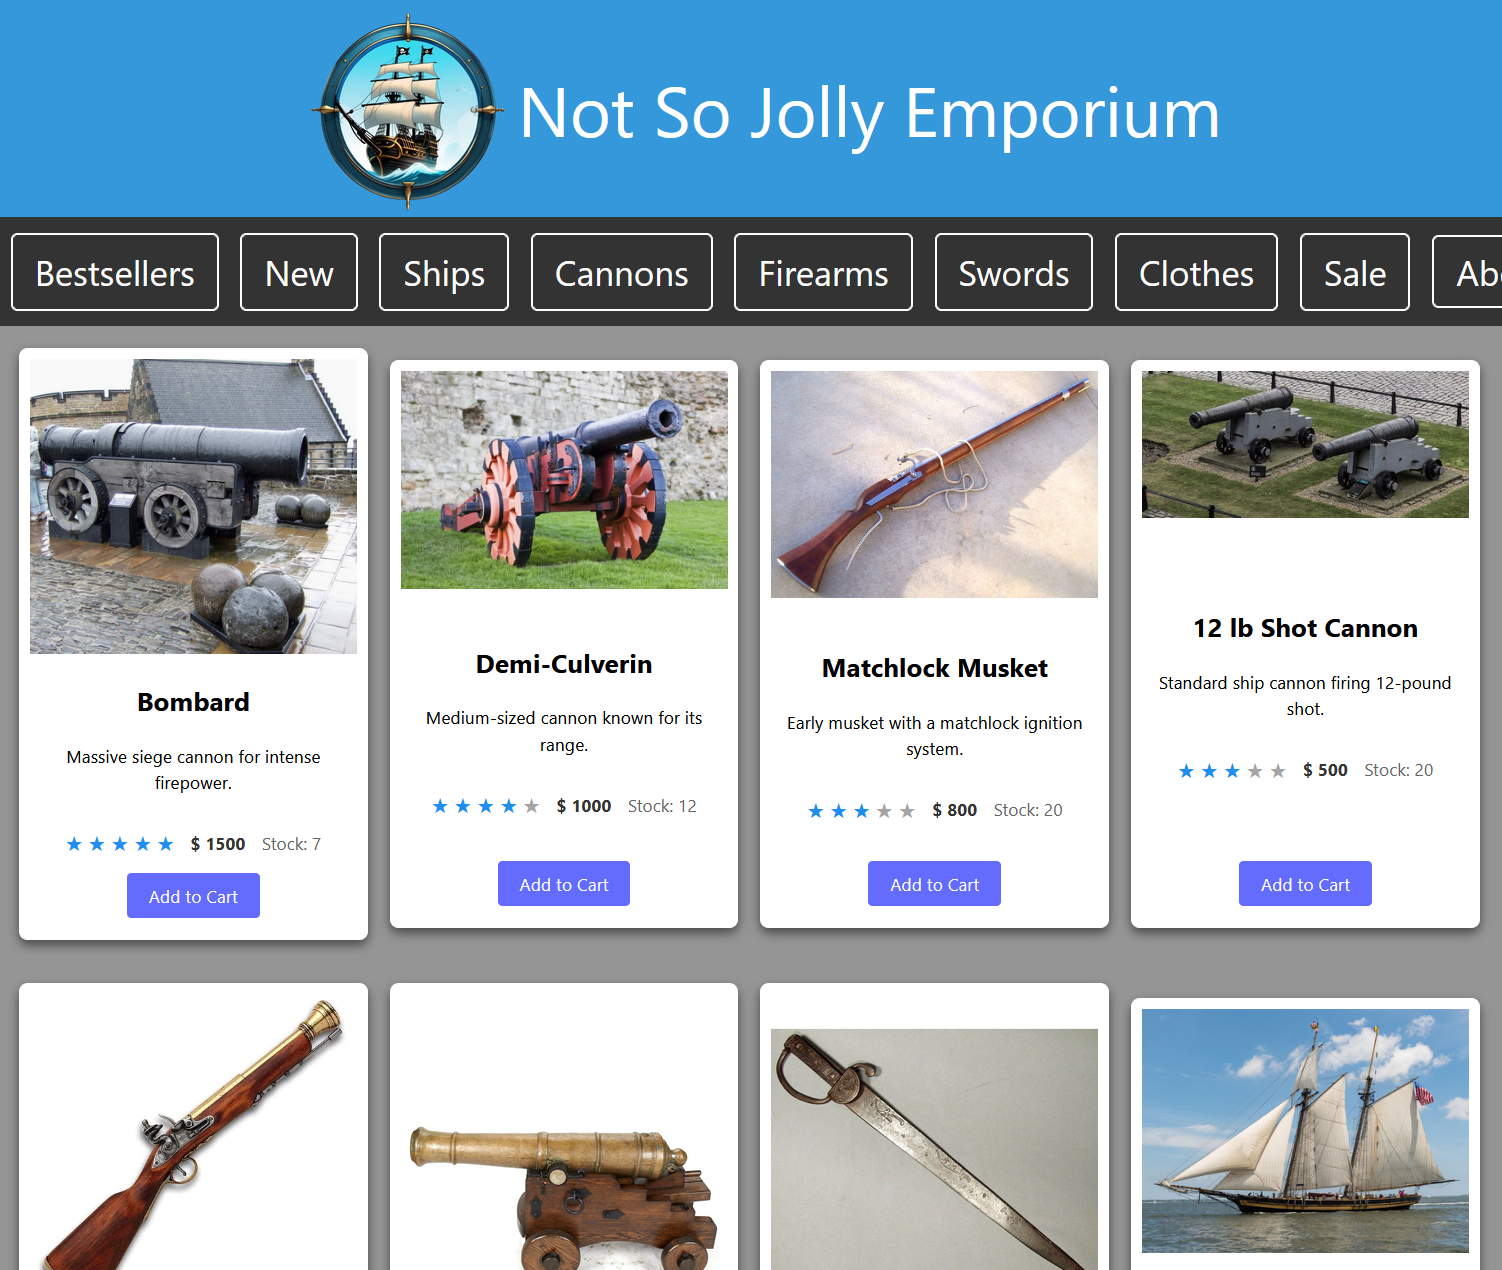 Not So Jolly Emporium
Bestsellers New Ships Cannons Firearms Swords Clothes Sale
Bombard
Massive siege cannon for intense
firepower.
★ ★ ★ ★ ★ $ 1500 Stock: 7
Add to Cart
Demi-Culverin
Medium-sized cannon known for its
range.
★ ★ ★ ★ ★ $ 1000 Stock: 12
Add to Cart
Matchlock Musket
Early musket with a matchlock ignition
system.
★ ★ ★ ★ ★ $ 800 Stock: 20
Add to Cart
12 lb Shot Cannon
Standard ship cannon firing 12-pound
shot.
★ ★ ★ ★ ★ $ 500 Stock: 20
Add to Cart